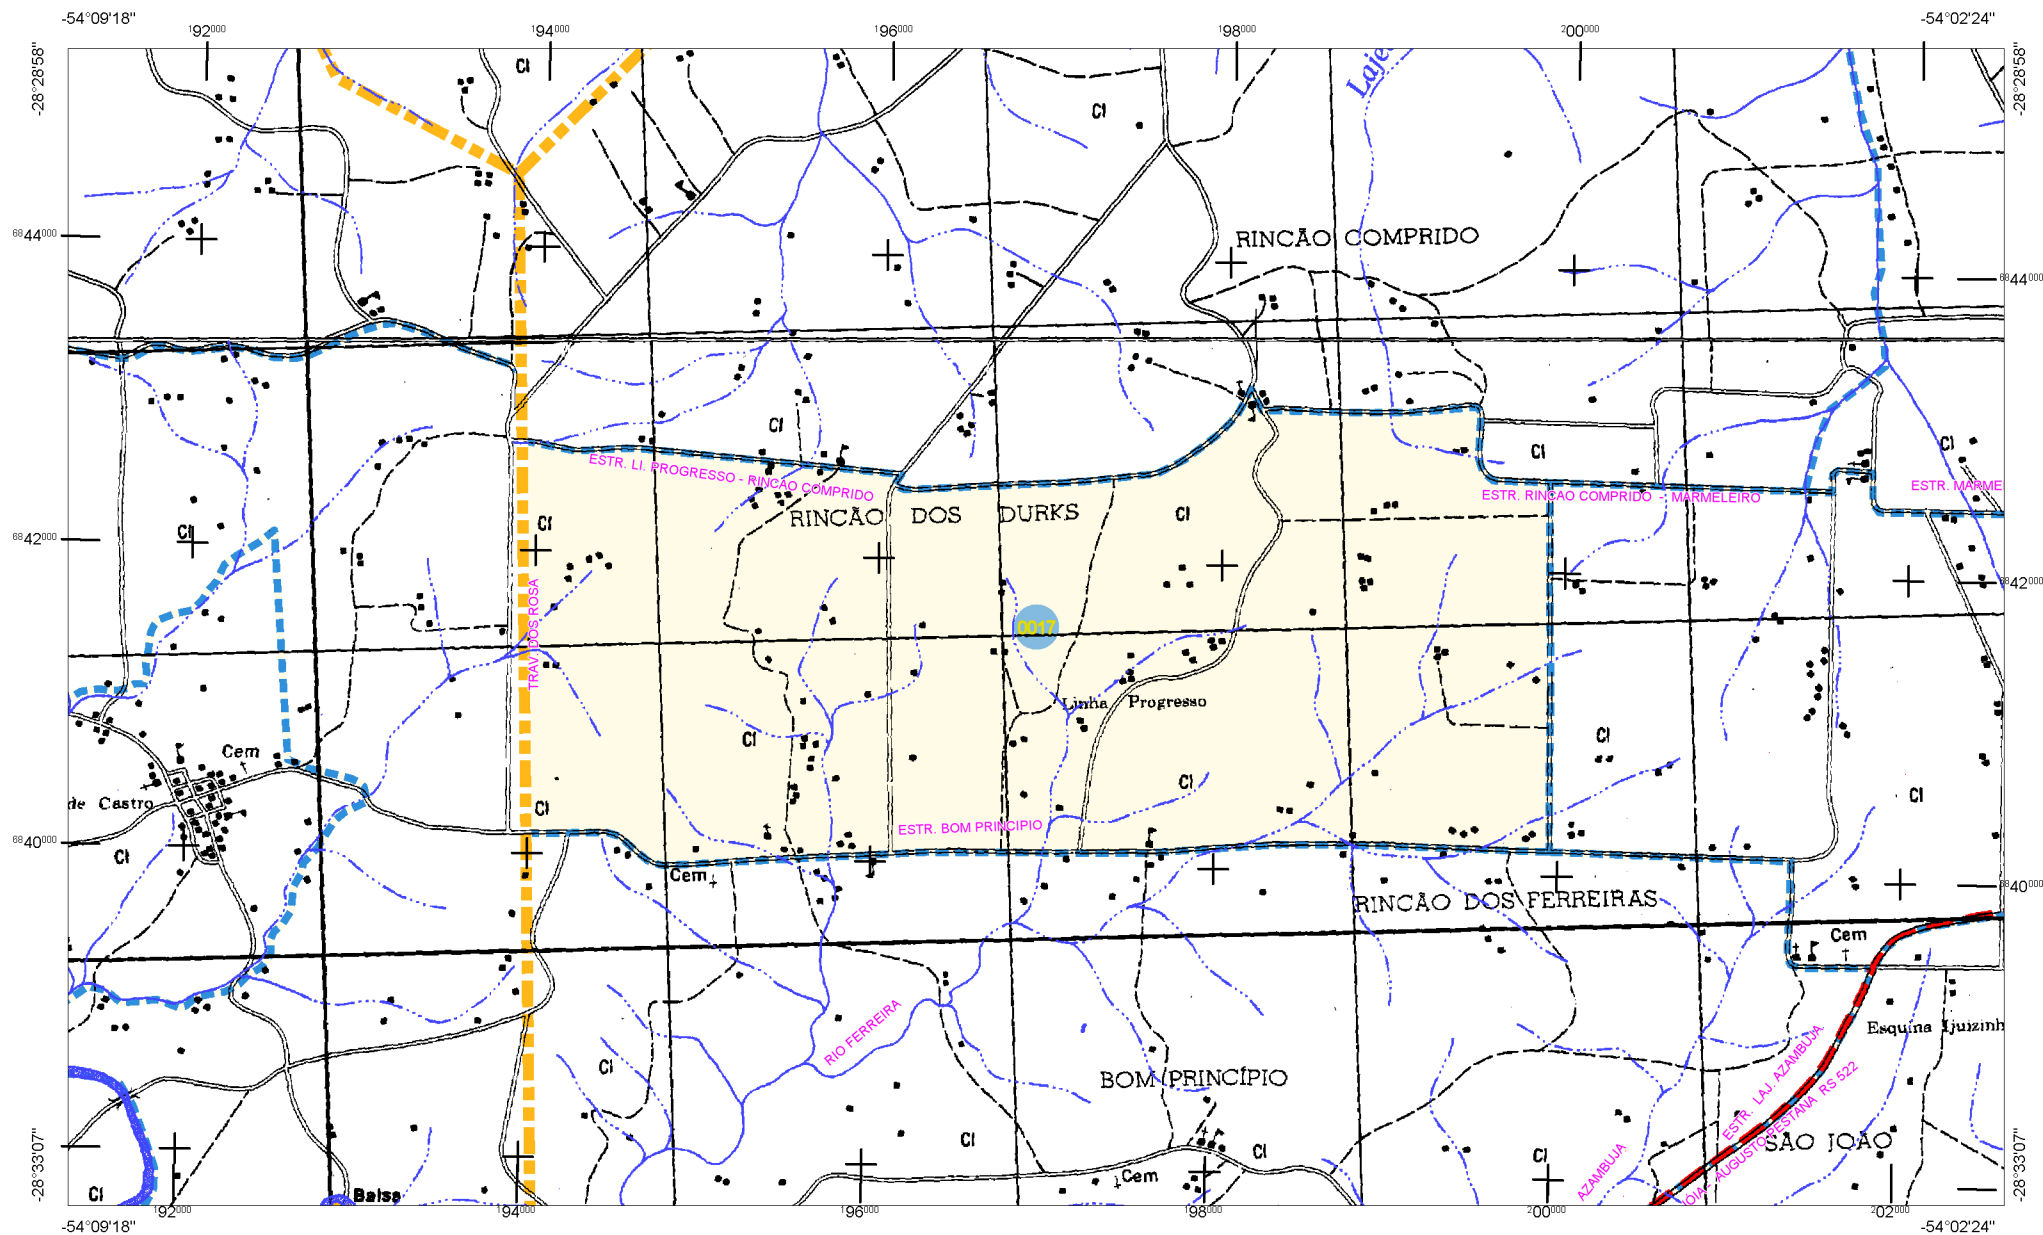 -54°09'18"
-54°02'24"
192000
194000
196000
198000
200000
-28°28'58"
-28°28'58"
CI
CI
6844000
RINCÃO COMPRIDO
6844000
CI
CI
CI
ESTR. LI. PROGRESSO - RINCÃO COMPRIDO
ESTR. RINCAO COMPRIDO - MARMELEIRO
ESTR. MARME
RINCÃO DOS DURKS
CI
CI
CI
6842000
6842000
TRAV. DOS ROSA
0017
Linha Progresso
CI
CI
Cem
CI
de Castro
CI
CI
ESTR. BOM PRINCIPIO
6840000
CI
Cem
6840000
RINCÃO DOS FERREIRAS
Cem
RIO FERREIRA
Esquina Ijuizinh
CI
BOM PRINCÍPIO
ESTR. LAJ. AZAMBUJA
JÓIA - AUGUSTO PESTANA RS 522
SÃO JOÃO
CI
CI
CI
AZAMBUJA
Cem
CI
Balsa
-28°33'07"
-28°33'07"
192000
194000
196000
198000
200000
202000
-54°09'18"
-54°02'24"